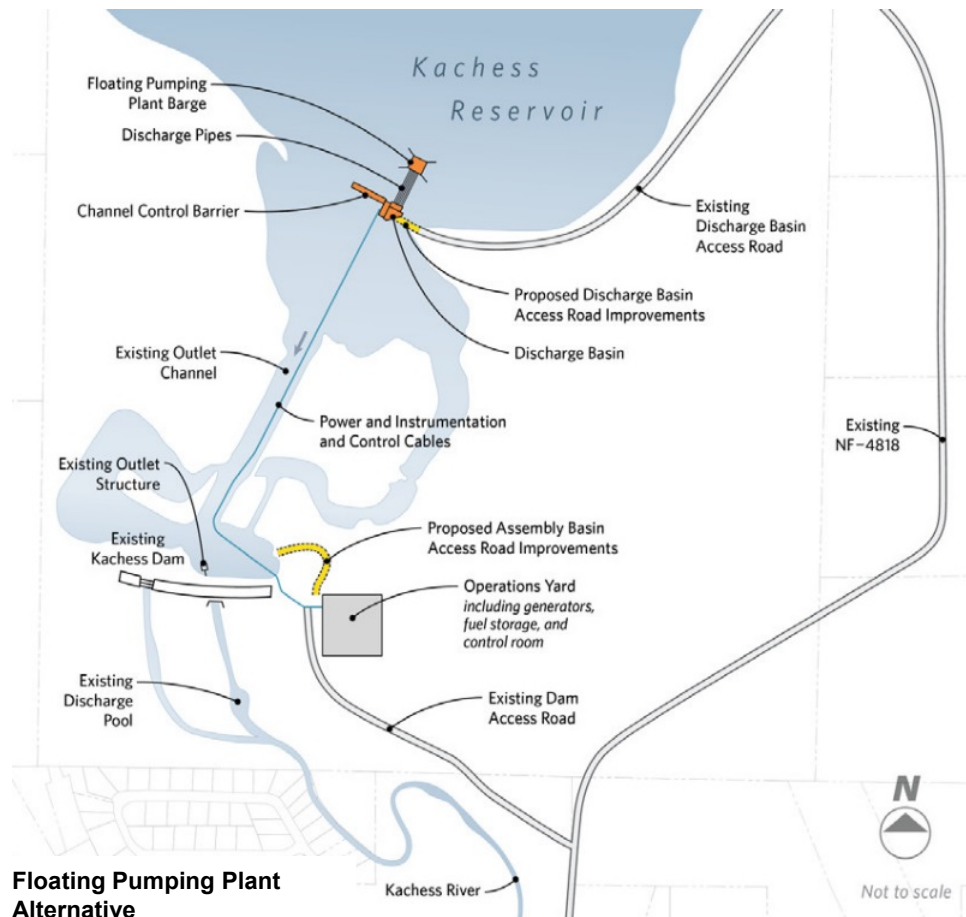 Kachess
Reservoir
Floating Pumping
Plant Barge
Discharge Pipes
Channel Control Barrier
Existing
Discharge Basin
Access Road
Proposed Discharge Basin
Access Road Improvements
Discharge Basin
Existing Outlet
Channel
Power and Instrumentation
and Control Cables
Existing
NF-4818
Existing Outlet
Structure
Existing
Kachess Dam
Proposed Assembly Basin
Access Road Improvements
Operations Yard
including generators,
fuel storage, and
control room
Existing
Discharge
Pool
Existing Dam
Access Road
N
Kachess River
Not to scale
Floating Pumping Plant
Alternative